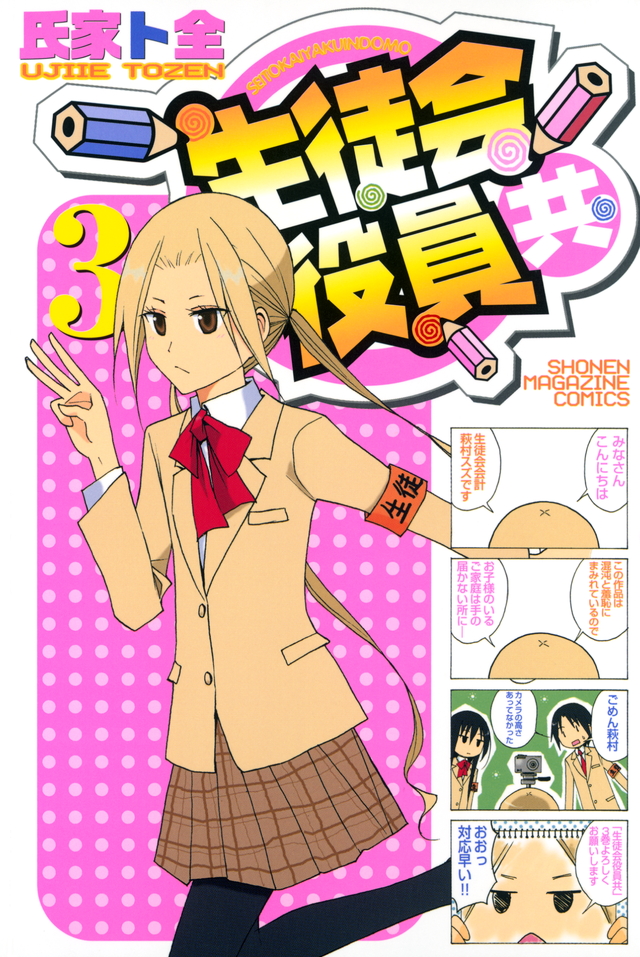 氏家ト全
UJIIE TOZEN
SEITOKAIYAKUINDOMO
生徒会
役員
共
3
SHONEN
MAGAZINE
COMICS
生徒
みなさん
こんにちは
生徒会会計
萩村スズです
この作品は
混沌と羞恥に
まみれているので
お子様のいる
ご家庭は手の
届かない所に―
ごめん萩村
カメラの高さ
あってなかった
「生徒会役員共」
3巻よろしく
お願いします
おおっ
対応早い!!